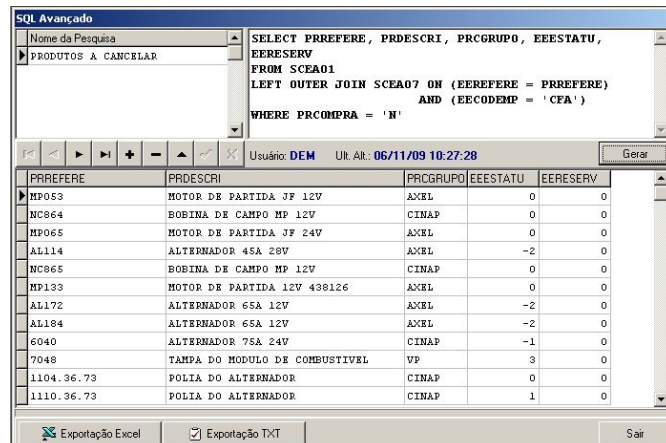 SQL Avançado
Nome da Pesquisa
PRODUTOS A CANCELAR
SELECT PRREFERE, PRDESCRI, PRCGRUPO, EEESTATU,
EERESERV
FROM SCEA01
LEFT OUTER JOIN SCEA07 ON (EEREFERE = PRREFERE)
AND (EECODEMP = 'CFA')
WHERE PRCOMPRA = 'N'
Usuário: DEM Ult. Alt.: 06/11/09 10:27:28 Gerar
PRREFERE PRDESCRI PRCGRUPO EEESTATU EERESERV
MP053 MOTOR DE PARTIDA JF 12V AXEL 0 0
NC864 BOBINA DE CAMPO MP 12V CINAP 0 0
MP065 MOTOR DE PARTIDA JF 24V AXEL 0 0
AL114 ALTERNADOR 45A 28V AXEL -2 0
NC865 BOBINA DE CAMPO MP 12V CINAP 0 0
MP133 MOTOR DE PARTIDA 12V 438126 AXEL 0 0
AL172 ALTERNADOR 65A 12V AXEL -2 0
AL184 ALTERNADOR 65A 12V AXEL -2 0
6040 ALTERNADOR 75A 24V CINAP -1 0
7048 TAMPA DO MODULO DE COMBUSTIVEL VP 3 0
1104.36.73 POLIA DO ALTERNADOR CINAP 0 0
1110.36.73 POLIA DO ALTERNADOR CINAP 1 0
Exportação Excel Exportação TXT Sair